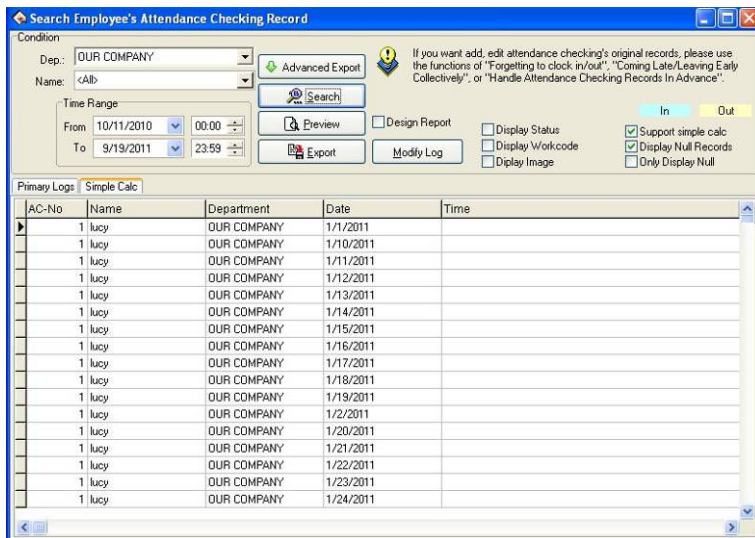 Search Employee's Attendance Checking Record
Condition
Dep.: OUR COMPANY
Name: <All>
Time Range
From 10/11/2010 00:00
To 9/19/2011 23:59
Advanced Export
Search
Preview
Export
Design Report
Modify Log
If you want add, edit attendance checking's original records, please use
the functions of "Forgetting to clock in/out", "Coming Late/Leaving Early
Collectively", or "Handle Attendance Checking Records In Advance".
In Out
Display Status
Display Workcode
Diplay Image
Support simple calc
Display Null Records
Only Display Null
Primary Logs Simple Calc
AC-No Name Department Date Time
1 lucy OUR COMPANY 1/1/2011
1 lucy OUR COMPANY 1/10/2011
1 lucy OUR COMPANY 1/11/2011
1 lucy OUR COMPANY 1/12/2011
1 lucy OUR COMPANY 1/13/2011
1 lucy OUR COMPANY 1/14/2011
1 lucy OUR COMPANY 1/15/2011
1 lucy OUR COMPANY 1/16/2011
1 lucy OUR COMPANY 1/17/2011
1 lucy OUR COMPANY 1/18/2011
1 lucy OUR COMPANY 1/19/2011
1 lucy OUR COMPANY 1/2/2011
1 lucy OUR COMPANY 1/20/2011
1 lucy OUR COMPANY 1/21/2011
1 lucy OUR COMPANY 1/22/2011
1 lucy OUR COMPANY 1/23/2011
1 lucy OUR COMPANY 1/24/2011